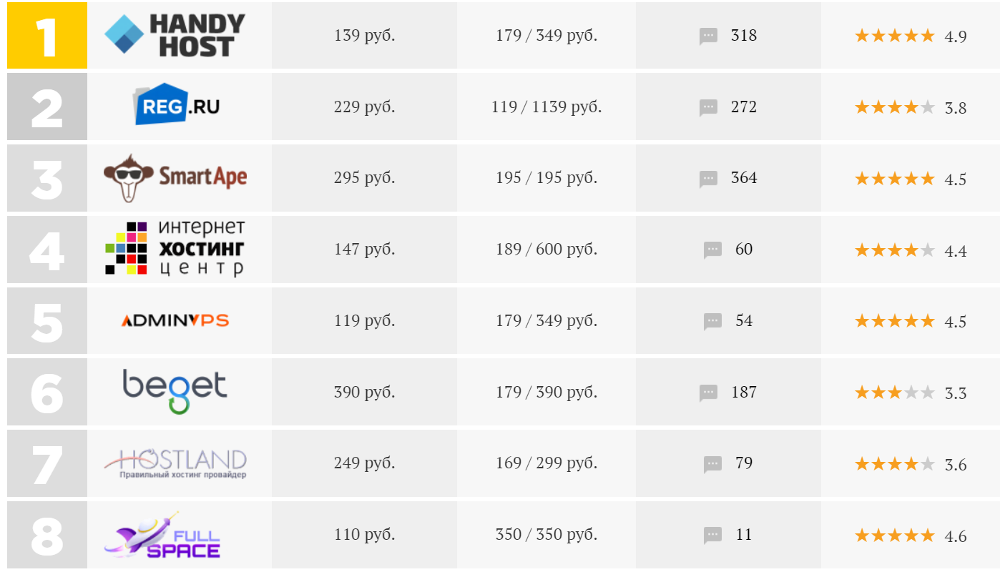 1 HANDY HOST 139 руб. 179 / 349 руб. 318 4.9
2 REG.RU 229 руб. 119 / 1139 руб. 272 3.8
3 SmartApe 295 руб. 195 / 195 руб. 364 4.5
4 интернет ХОСТИНГ центр 147 руб. 189 / 600 руб. 60 4.4
5 ADMINVPS 119 руб. 179 / 349 руб. 54 4.5
6 beget 390 руб. 179 / 390 руб. 187 3.3
7 HOSTLAND Правильный хостинг провайдер 249 руб. 169 / 299 руб. 79 3.6
8 FULL SPACE 110 руб. 350 / 350 руб. 11 4.6